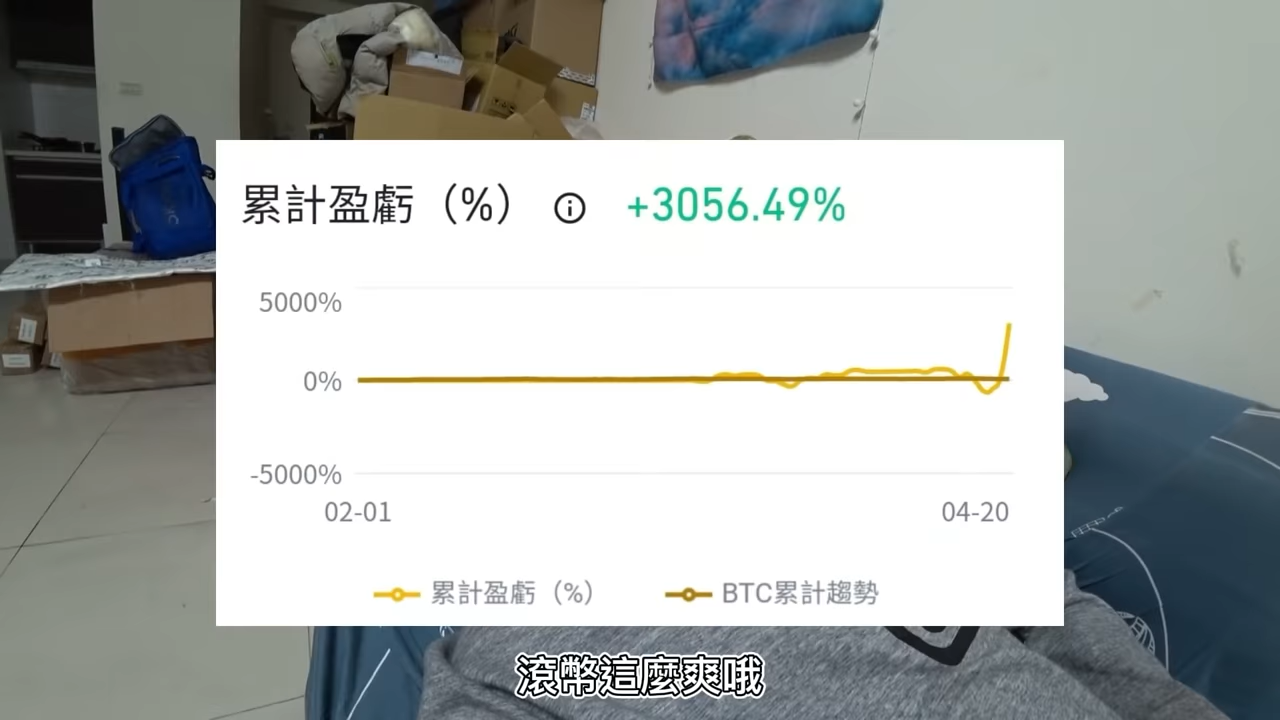 累計盈虧（%） +3056.49%
5000%
0%
-5000%
02-01 04-20
累計盈虧（%） BTC累計趨勢
滾幣這麼爽哦